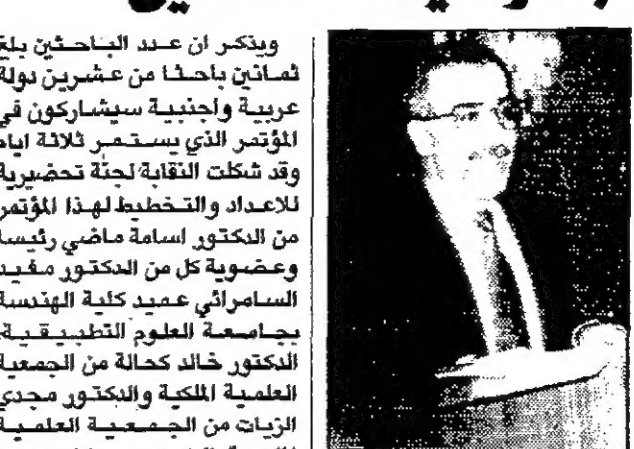 ويذكر ان عدد الباحثين بلغ
ثمانين باحثا من عشرين دولة
عربية واجنبية سيشاركون في
المؤتمر الذي يستمر ثلاثة ايام
وقد شكلت النقابة لجنة تحضيرية
للاعداد والتخطيط لهذا المؤتمر
من الدكتور اسامة ماضي رئيسا
وعضوية كل من الدكتور مفيد
السامرائي عميد كلية الهندسة
بجامعة العلوم التطبيقية،
الدكتور خالد كحالة من الجمعية
العلمية الملكية والدكتور مجدي
الزيات من الجمعية العلمية